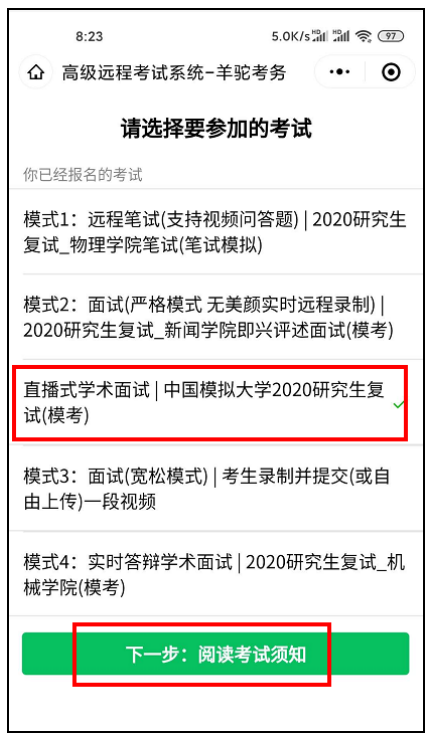 8:23 5.0K/s HD HD 97
高级远程考试系统-羊驼考务
请选择要参加的考试
你已经报名的考试
模式1：远程笔试(支持视频问答题) | 2020研究生
复试_物理学院笔试(笔试模拟)
模式2：面试(严格模式 无美颜实时远程录制) |
2020研究生复试_新闻学院即兴评述面试(模考)
直播式学术面试 | 中国模拟大学2020研究生复
试(模考)
模式3：面试(宽松模式) | 考生录制并提交(或自
由上传)一段视频
模式4：实时答辩学术面试 | 2020研究生复试_机
械学院(模考)
下一步：阅读考试须知